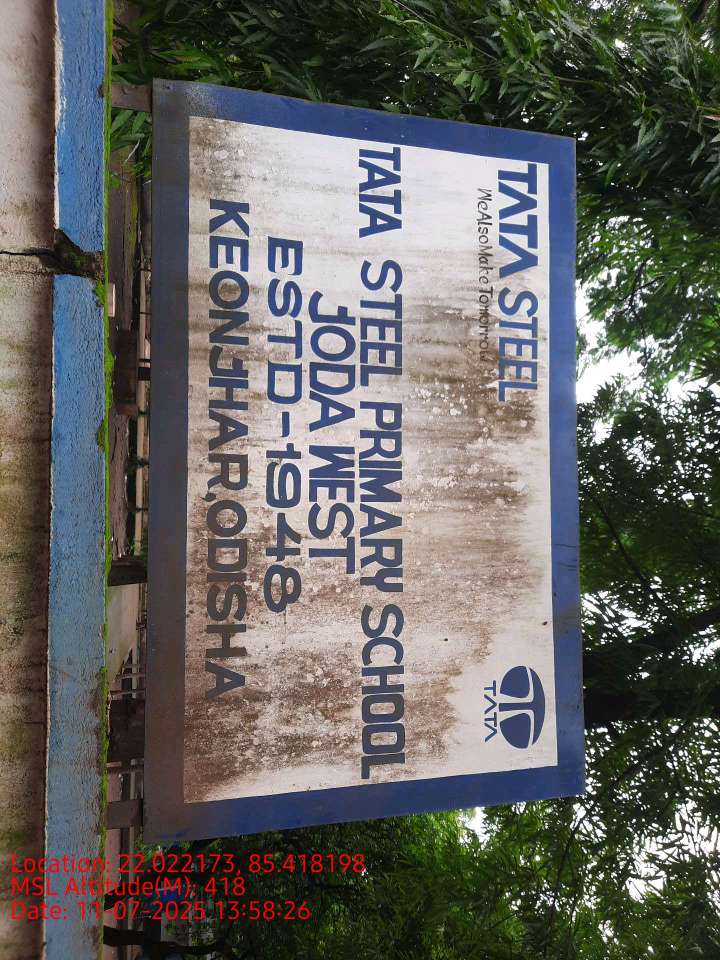 TATA STEEL
WeAlsoMakeTomorrow
TATA
TATA STEEL PRIMARY SCHOOL
JODA WEST
ESTD-1948
KEONJHAR,ODISHA
Location: 22.022173, 85.418198
MSL Altitude(M): 418
Date: 11-07-2025 13:58:26